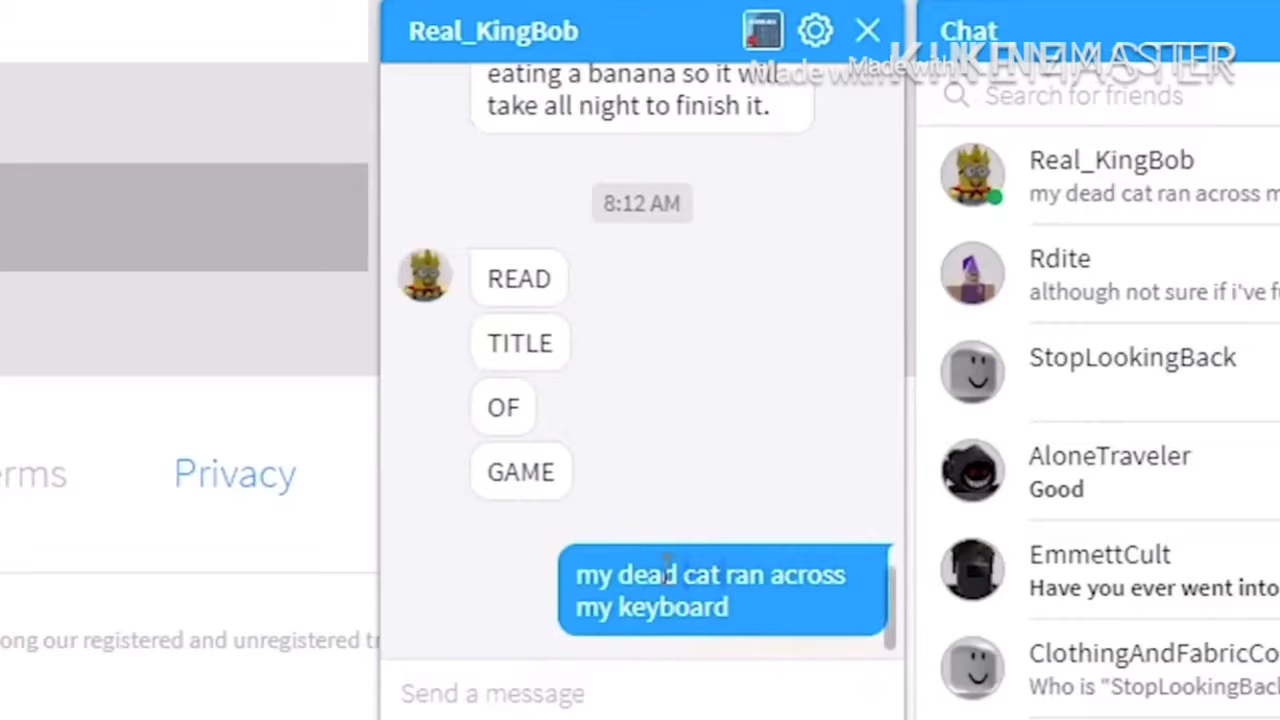 Real_KingBob
eating a banana so it will
take all night to finish it.
8:12 AM
READ
TITLE
OF
GAME
my dead cat ran across
my keyboard
Send a message
Chat
Made with KINEMASTER
Search for friends
Real_KingBob
my dead cat ran across m
Rdite
although not sure if i've fu
StopLookingBack
AloneTraveler
Good
EmmettCult
Have you ever went into
ClothingAndFabricCo
Who is "StopLookingBack
erms
Privacy
ong our registered and unregistered tr